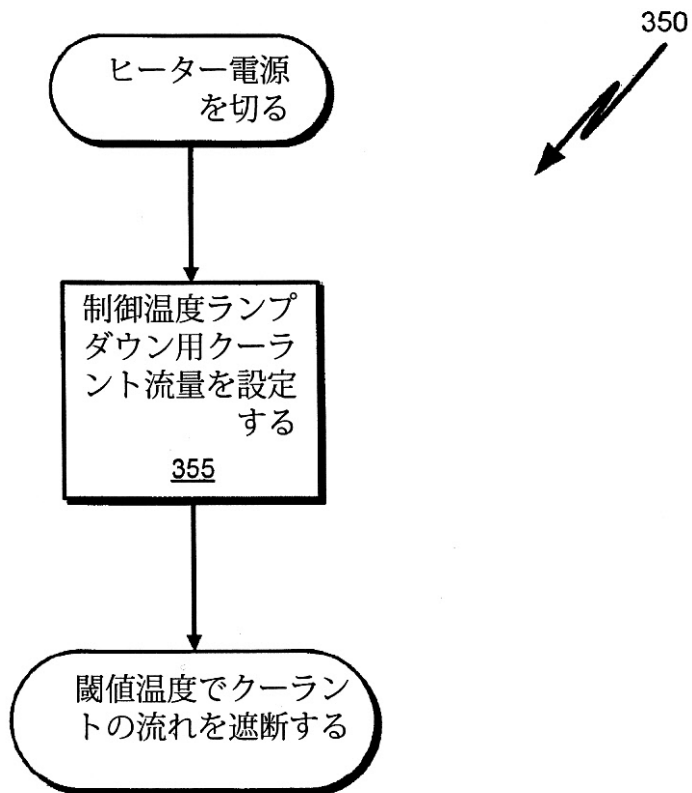 350
ヒーター電源
を切る
制御温度ランプ
ダウン用クーラ
ント流量を設定
する
355
閾値温度でクーラン
トの流れを遮断する